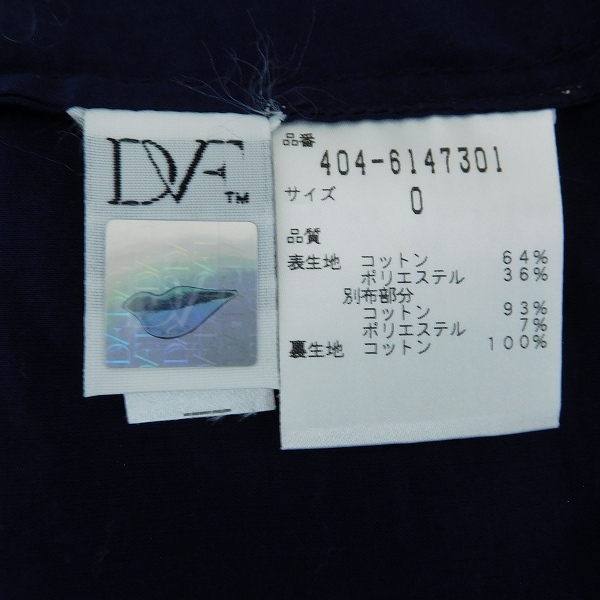 DVF™
DVF
DVF
品番
404-6147301
サイズ 0
品質
表生地 コットン 64%
ポリエステル 36%
別布部分
コットン 93%
ポリエステル 7%
裏生地 コットン 100%